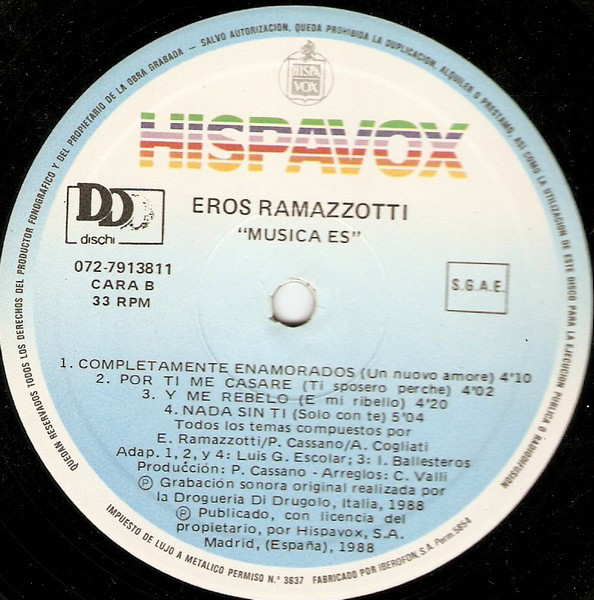 QUEDAN RESERVADOS TODOS LOS DERECHOS DEL PRODUCTOR FONOGRAFICO Y DEL PROPIETARIO DE LA OBRA GRABADA — SALVO AUTORIZACION, QUEDA PROHIBIDA LA DUPLICACION, ALQUILER O PRESTAMO, ASI COMO LA UTILIZACION DE ESTE DISCO PARA LA EJECUCION PUBLICA O RADIODIFUSION
HISPA
VOX
HISPAVOX
DDD
dischi
EROS RAMAZZOTTI
"MUSICA ES"
072-7913811
CARA B
33 RPM
S.G.A.E.
1. COMPLETAMENTE ENAMORADOS (Un nuovo amore) 4'10
2. POR TI ME CASARE (Ti sposero perche) 4'02
3. Y ME REBELO (E mi ribello) 4'20
4. NADA SIN TI (Solo con te) 5'04
Todos los temas compuestos por
E. Ramazzotti/P. Cassano/A. Cogliati
Adap. 1, 2, y 4: Luis G. Escolar; 3: I. Ballesteros
Producción: P. Cassano - Arreglos: C. Valli
Ⓟ Grabación sonora original realizada por
la Drogueria Di Drugolo, Italia, 1988
Ⓟ Publicado, con licencia del
propietario, por Hispavox, S.A.
Madrid, (España), 1988
IMPUESTO DE LUJO A METALICO PERMISO N.º 3637 FABRICADO POR IBEROFON, S.A. Perm. 5854